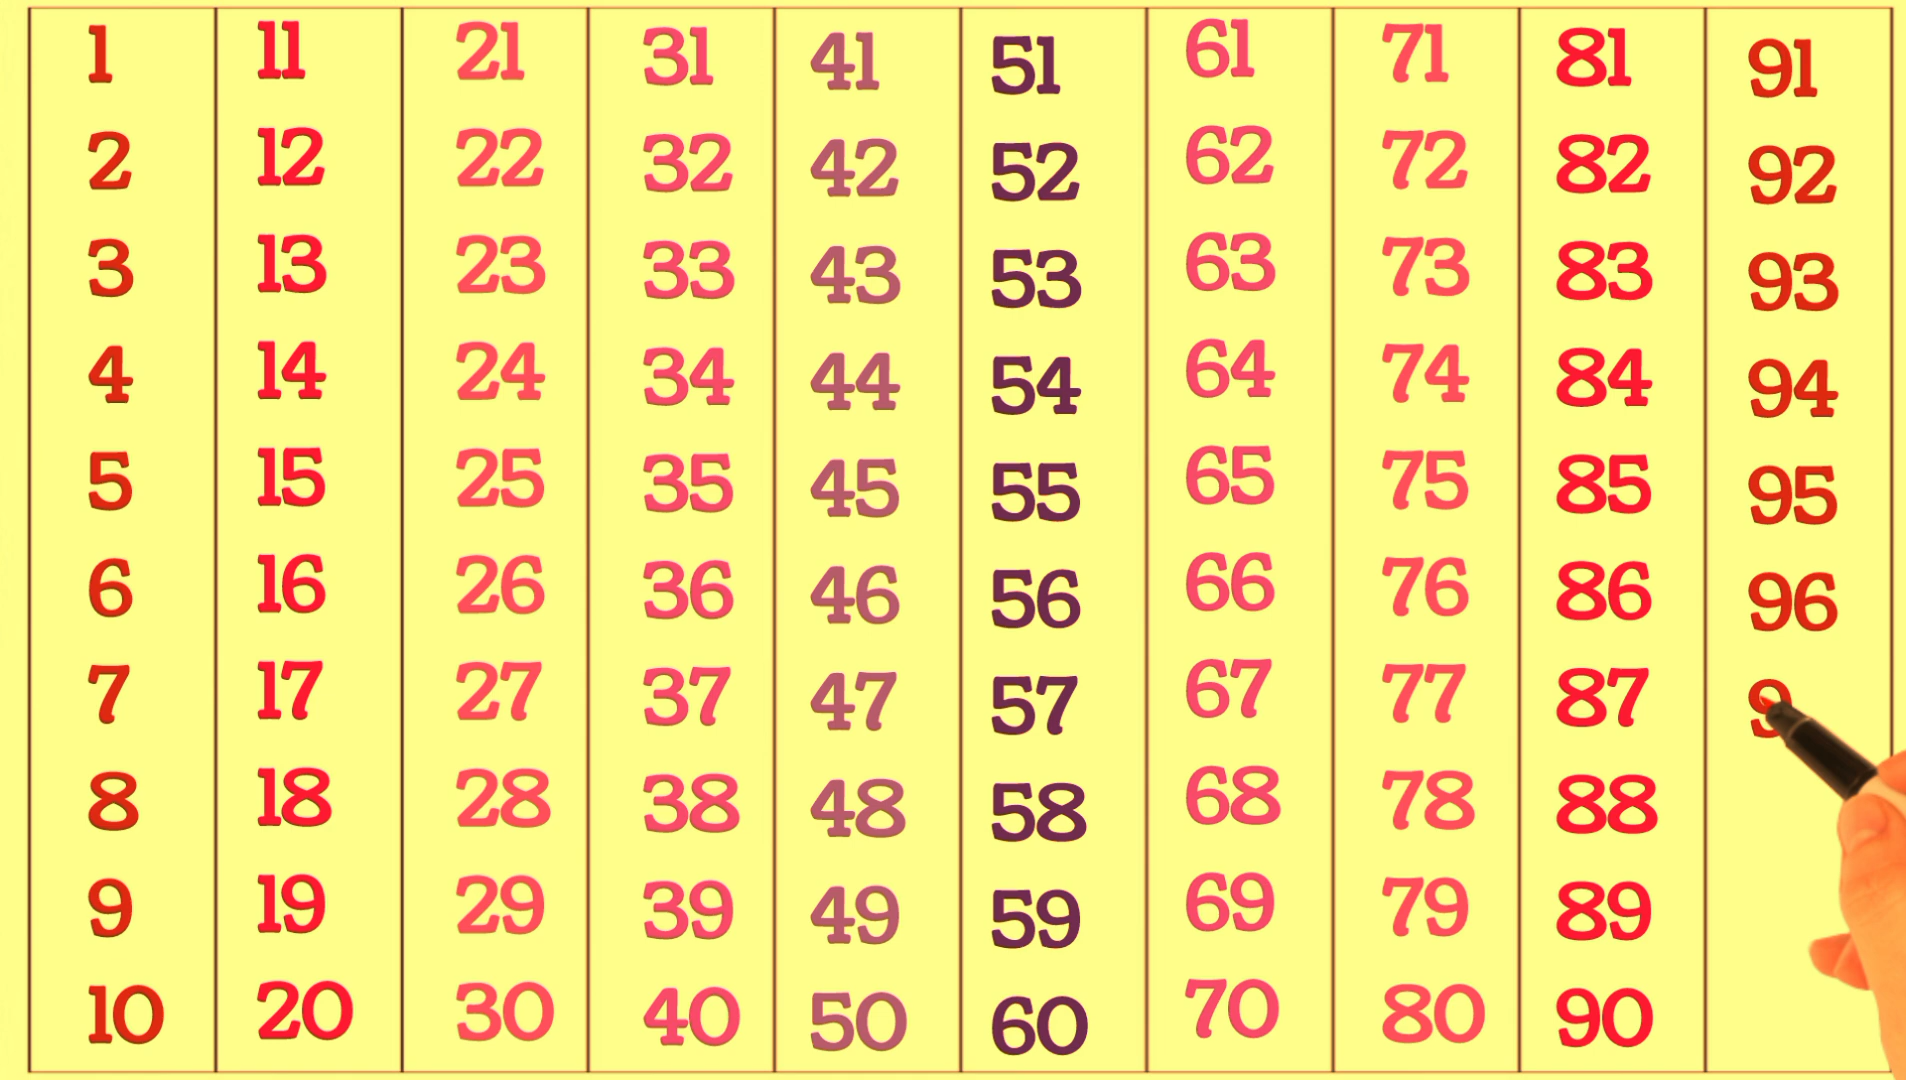 1 11 21 31 41 51 61 71 81 91
2 12 22 32 42 52 62 72 82 92
3 13 23 33 43 53 63 73 83 93
4 14 24 34 44 54 64 74 84 94
5 15 25 35 45 55 65 75 85 95
6 16 26 36 46 56 66 76 86 96
7 17 27 37 47 57 67 77 87 9
8 18 28 38 48 58 68 78 88
9 19 29 39 49 59 69 79 89
10 20 30 40 50 60 70 80 90